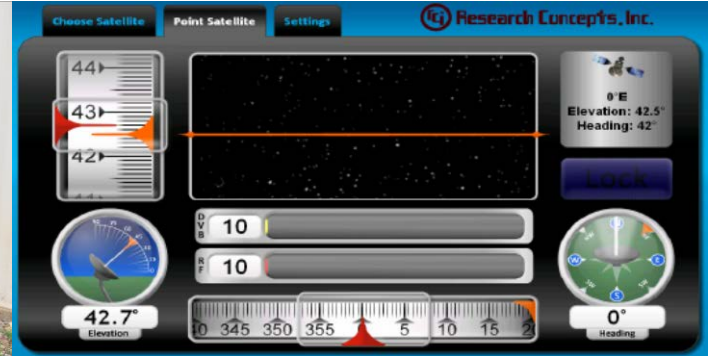 Choose Satellite
Point Satellite
Settings
rci Research Concepts, Inc.
44
43
42
0°E
Elevation: 42.5°
Heading: 42°
Lock
DVB 10
RF 10
42.7°
Elevation
345 350 355 5 10 15
W E S
0°
Heading